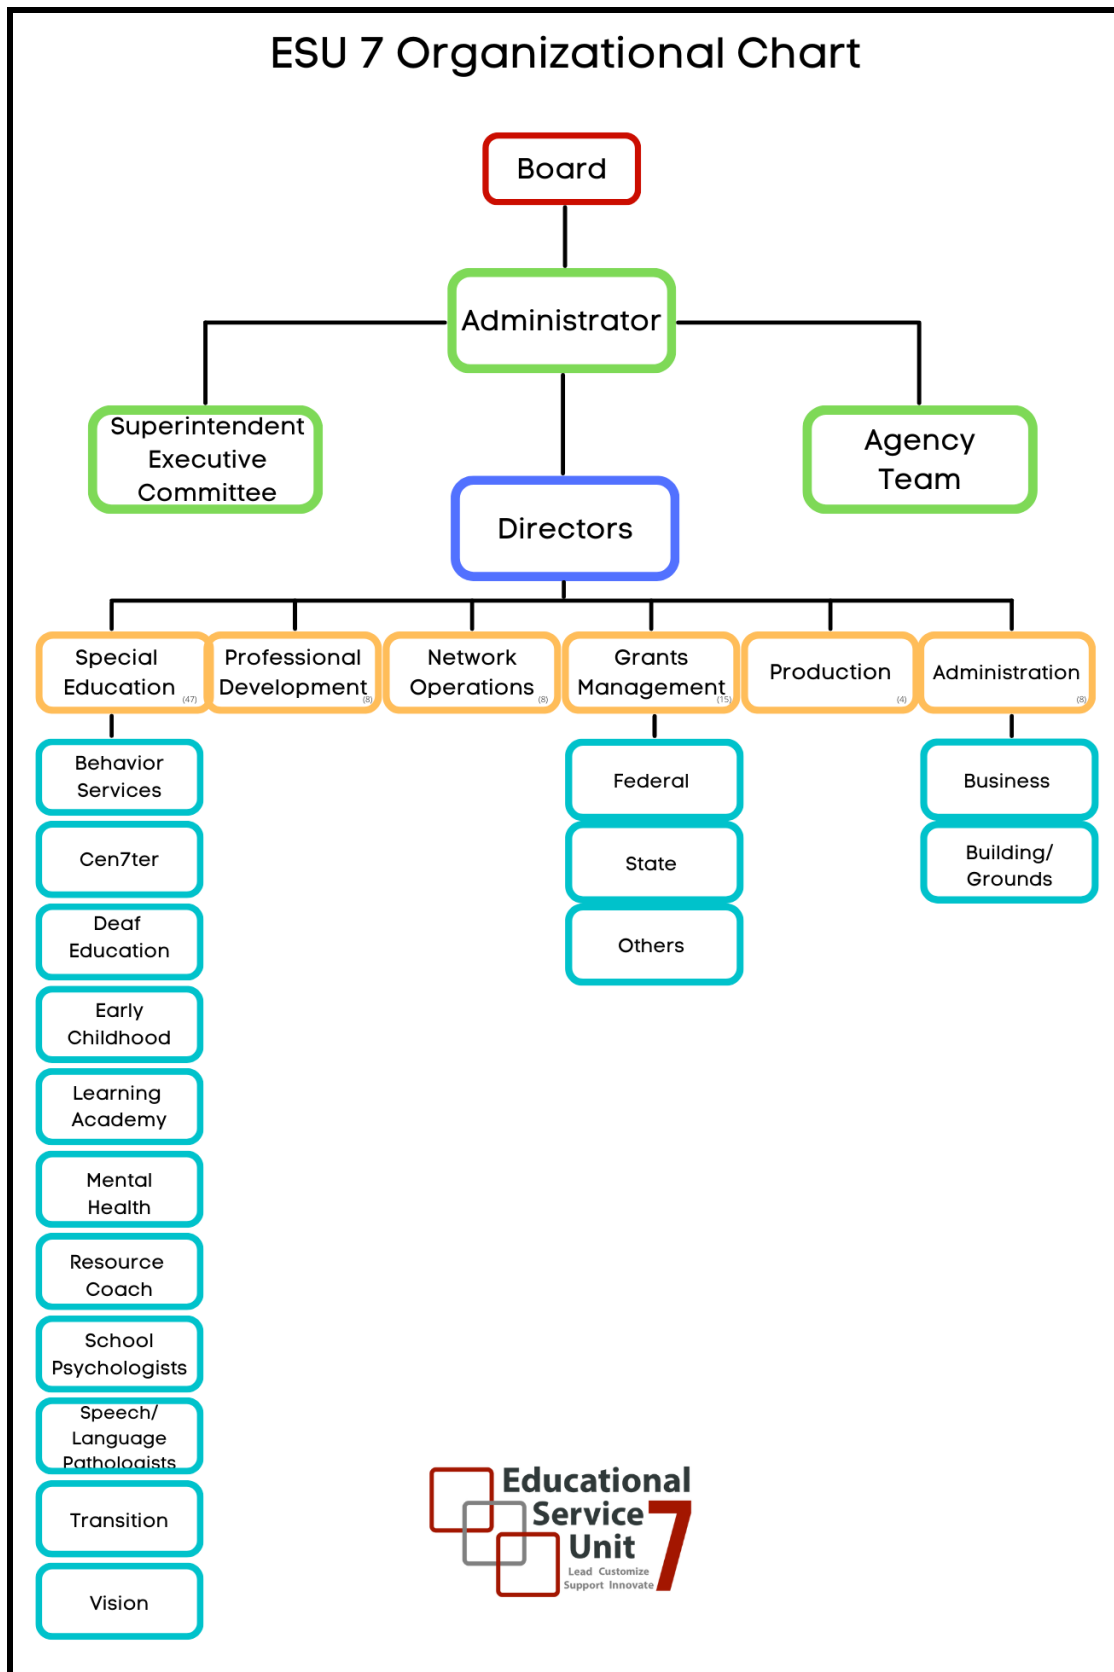 ESU 7 Organizational Chart
Board
Administrator
Superintendent
Executive
Committee
Agency
Team
Directors
Special
Education
(47)
Professional
Development
(8)
Network
Operations
(8)
Grants
Management
(15)
Production
(4)
Administration
(8)
Behavior
Services
Cen7ter
Deaf
Education
Early
Childhood
Learning
Academy
Mental
Health
Resource
Coach
School
Psychologists
Speech/
Language
Pathologists
Transition
Vision
Federal
State
Others
Business
Building/
Grounds
Educational
Service
Unit
7
Lead Customize
Support Innovate